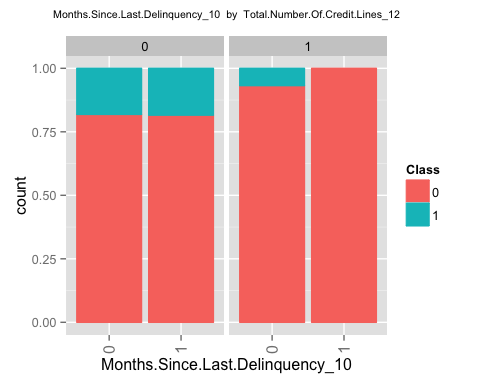 Months.Since.Last.Delinquency_10 by Total.Number.Of.Credit.Lines_12
0 1
1.00
0.75
0.50
0.25
0.00
count
0 1 0 1
Months.Since.Last.Delinquency_10
Class
0
1